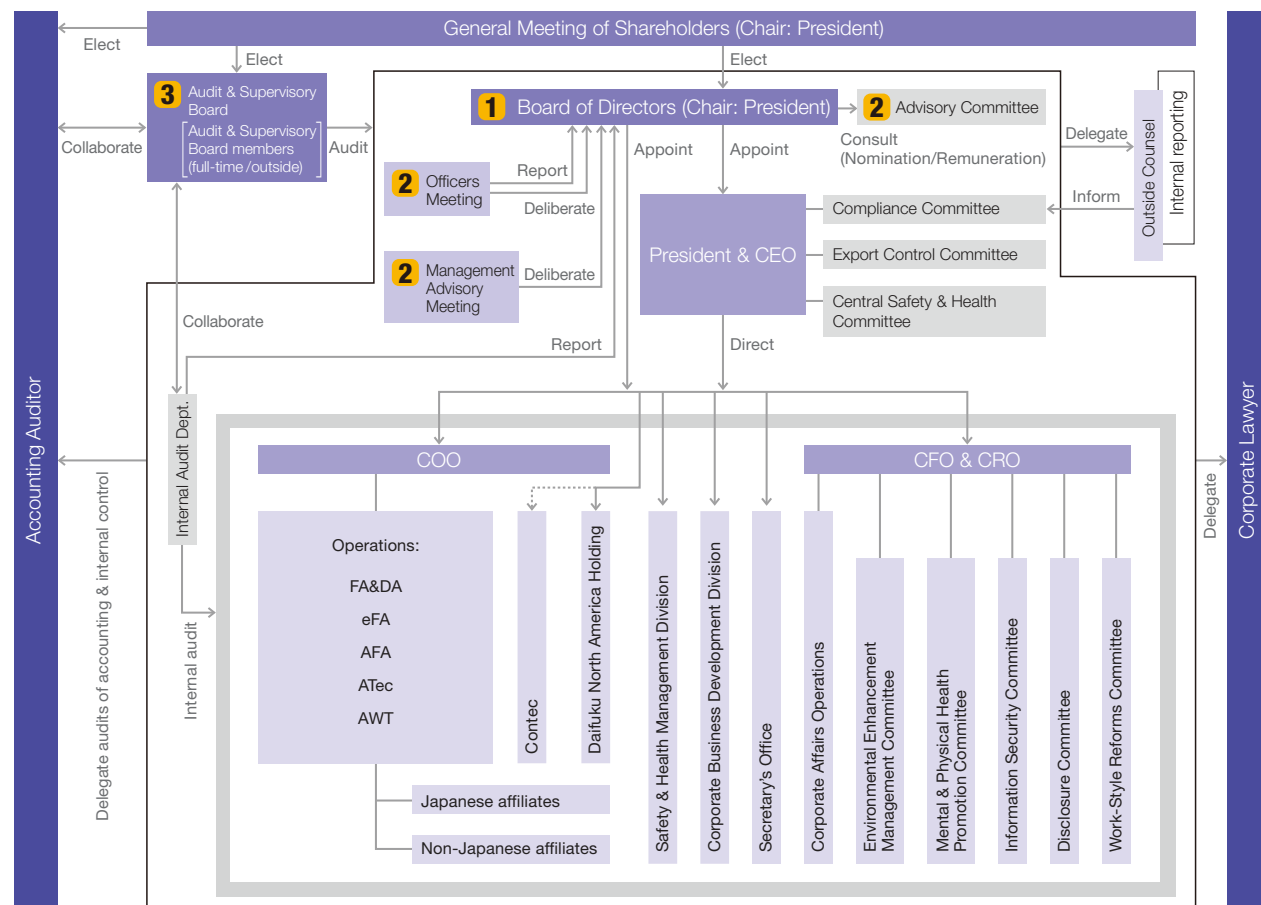 General Meeting of Shareholders (Chair: President)
Elect
Elect
Elect
3
Audit & Supervisory
Board
Audit & Supervisory
Board members
(full-time/outside)
Collaborate
Audit
1
Board of Directors (Chair: President)
2
Advisory Committee
Consult
(Nomination/Remuneration)
Appoint
Appoint
Delegate
Inform
Outside Counsel
Internal reporting
2
Officers
Meeting
Report
Deliberate
2
Management
Advisory
Meeting
Deliberate
President & CEO
Compliance Committee
Export Control Committee
Central Safety & Health
Committee
Collaborate
Report
Direct
Accounting Auditor
Corporate Lawyer
Internal Audit Dept.
Delegate audits of accounting & internal control
Internal audit
Delegate
COO
CFO & CRO
Operations:
FA&DA
eFA
AFA
ATec
AWT
Japanese affiliates
Non-Japanese affiliates
Contec
Daifuku North America Holding
Safety & Health Management Division
Corporate Business Development Division
Secretary's Office
Corporate Affairs Operations
Environmental Enhancement
Management Committee
Mental & Physical Health
Promotion Committee
Information Security Committee
Disclosure Committee
Work-Style Reforms Committee